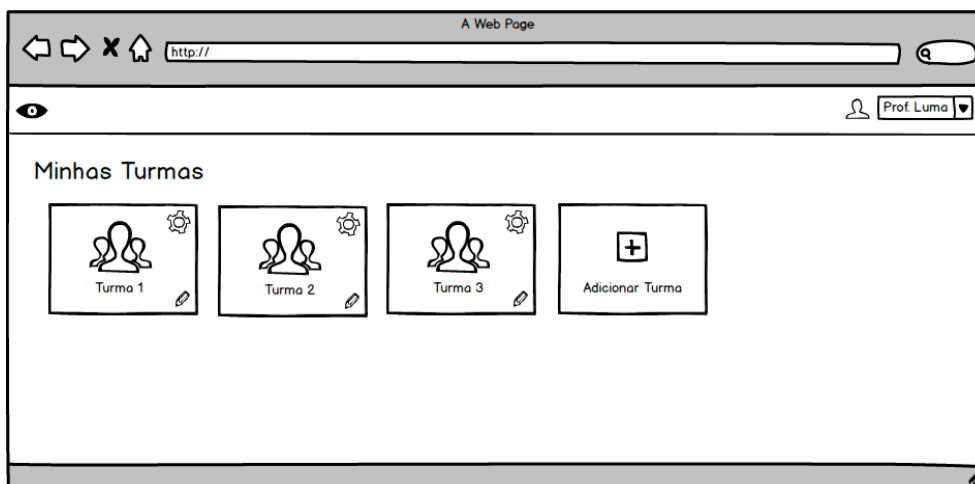 A Web Page
http://
Prof. Luma
Minhas Turmas
Turma 1
Turma 2
Turma 3
Adicionar Turma